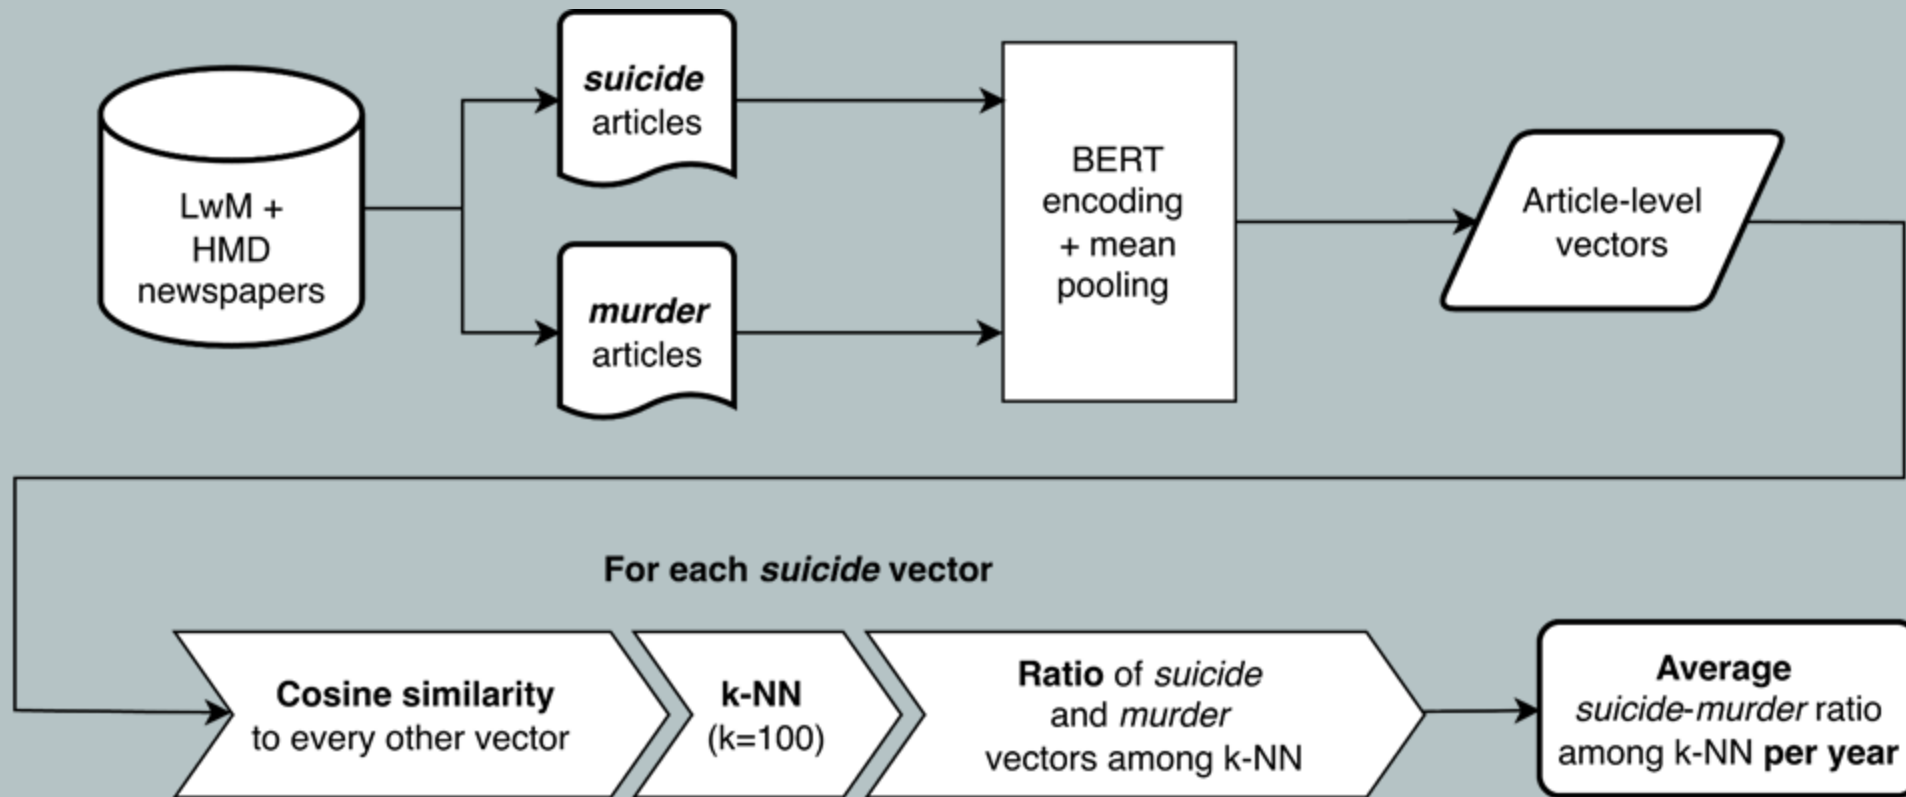 suicide
articles
LwM +
HMD
newspapers
murder
articles
BERT
encoding
+ mean
pooling
Article-level
vectors
For each suicide vector
Cosine similarity
to every other vector
k-NN
(k=100)
Ratio of suicide
and murder
vectors among k-NN
Average
suicide-murder ratio
among k-NN per year